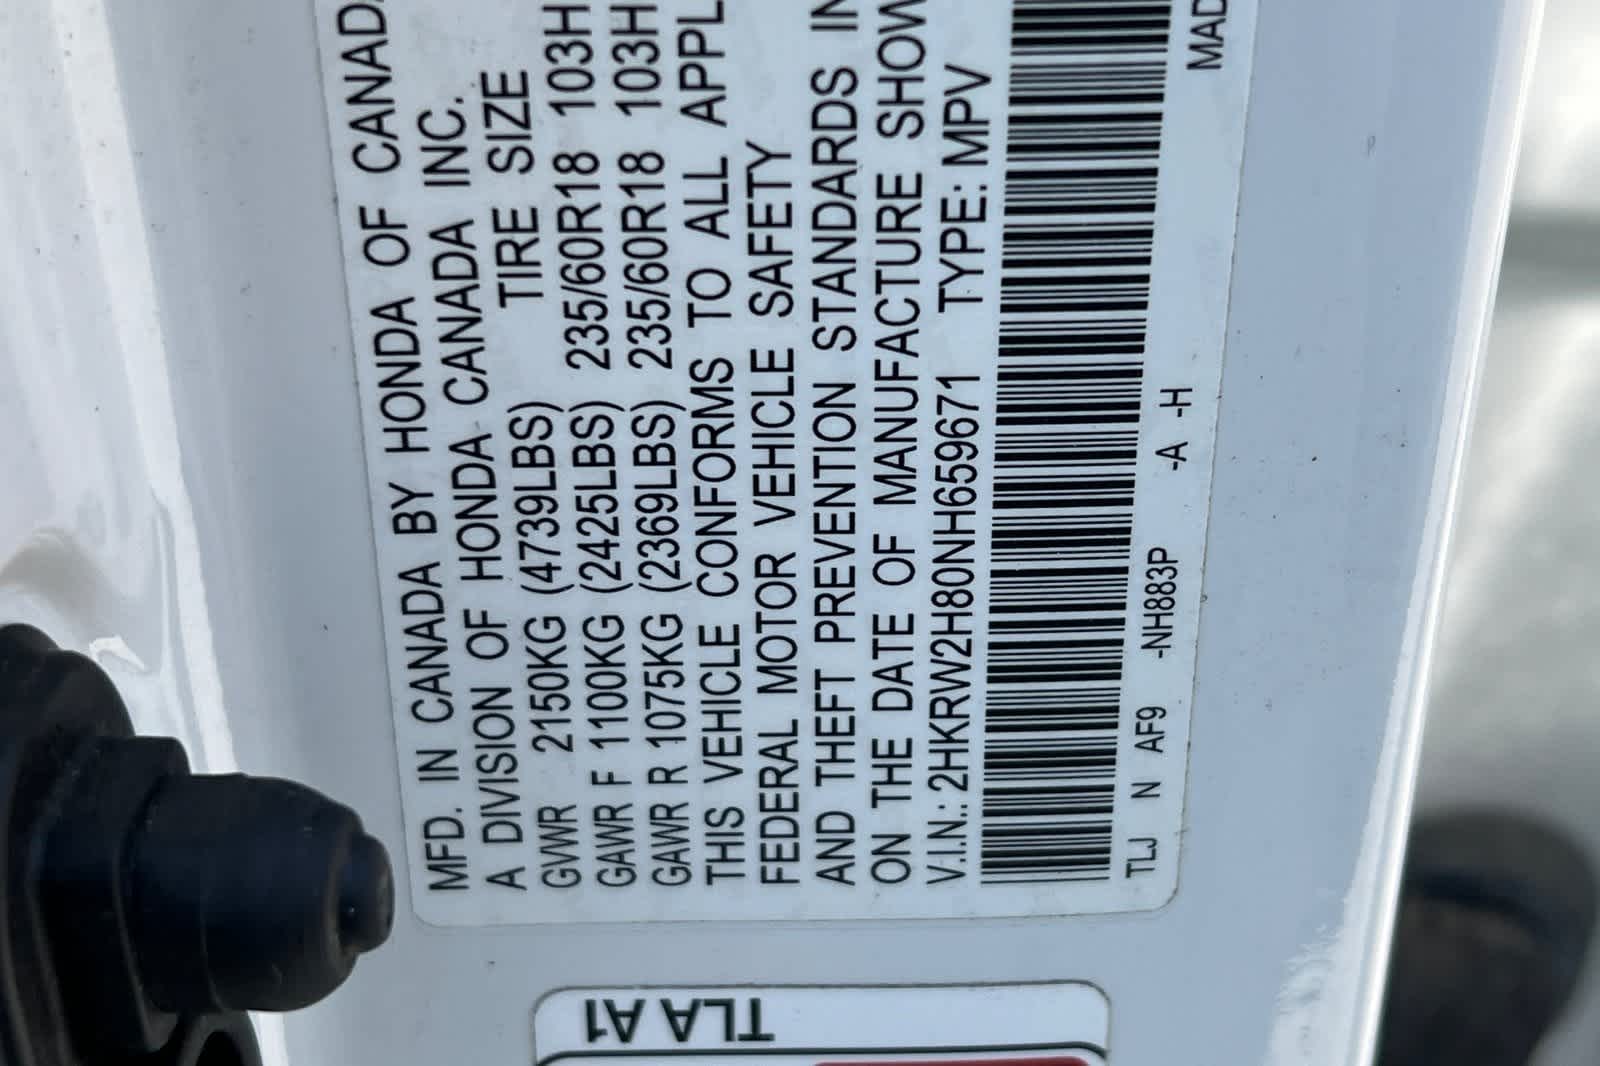 MFD. IN CANADA BY HONDA OF CANADA
A DIVISION OF HONDA CANADA INC.
TIRE SIZE
GVWR 2150KG (4739LBS)
GAWR F 1100KG (2425LBS) 235/60R18 103H
GAWR R 1075KG (2369LBS) 235/60R18 103H
THIS VEHICLE CONFORMS TO ALL APPL
FEDERAL MOTOR VEHICLE SAFETY
AND THEFT PREVENTION STANDARDS IN
ON THE DATE OF MANUFACTURE SHOW
V.I.N.: 2HKRW2H80NH659671 TYPE: MPV
TLJ N AF9 -NH883P -A -H MAD
TLA A1